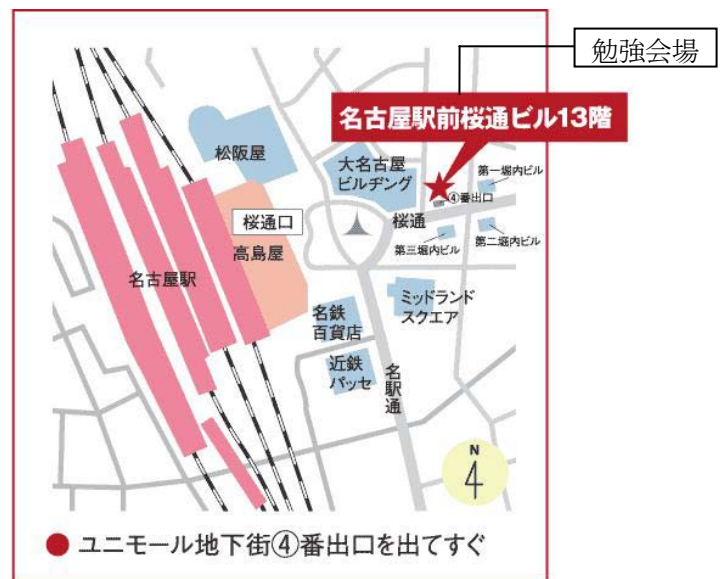 勉強会場
名古屋駅前桜通ビル13階
松阪屋
大名古屋
ビルヂング
第一堀内ビル
④番出口
桜通口
桜通
高島屋
第三堀内ビル
第二堀内ビル
名古屋駅
ミッドランド
スクエア
名鉄
百貨店
近鉄
パッセ
名駅通
N
● ユニモール地下街④番出口を出てすぐ